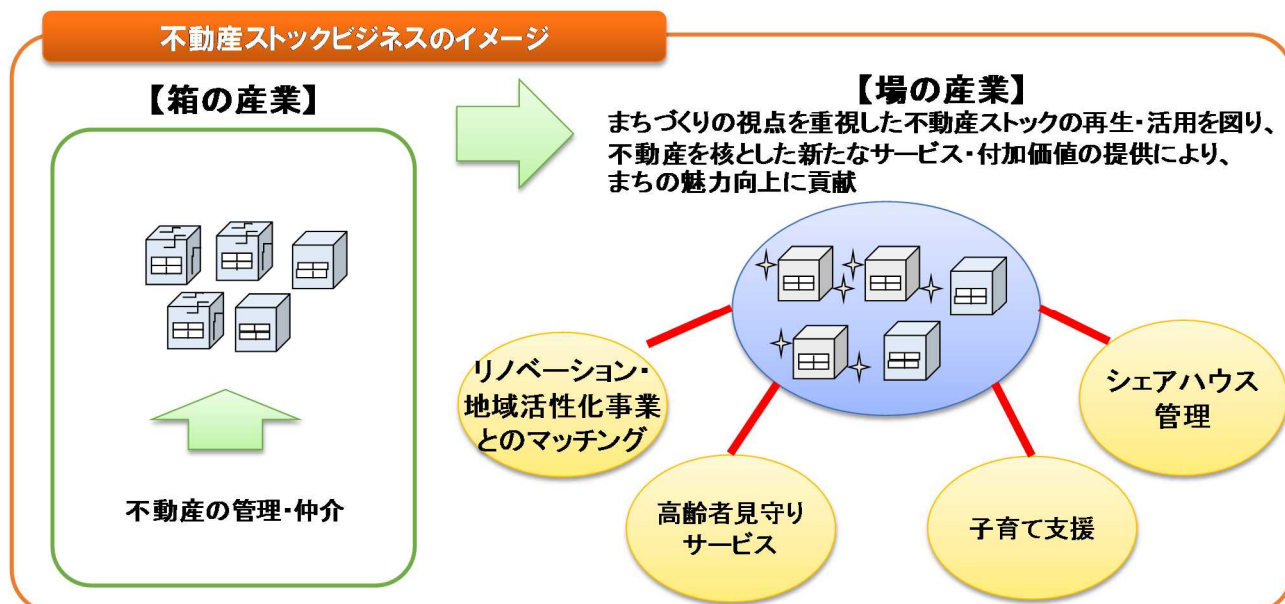 不動産ストックビジネスのイメージ
【箱の産業】
不動産の管理・仲介
【場の産業】
まちづくりの視点を重視した不動産ストックの再生・活用を図り、
不動産を核とした新たなサービス・付加価値の提供により、
まちの魅力向上に貢献
リノベーション・
地域活性化事業
とのマッチング
高齢者見守り
サービス
子育て支援
シェアハウス
管理